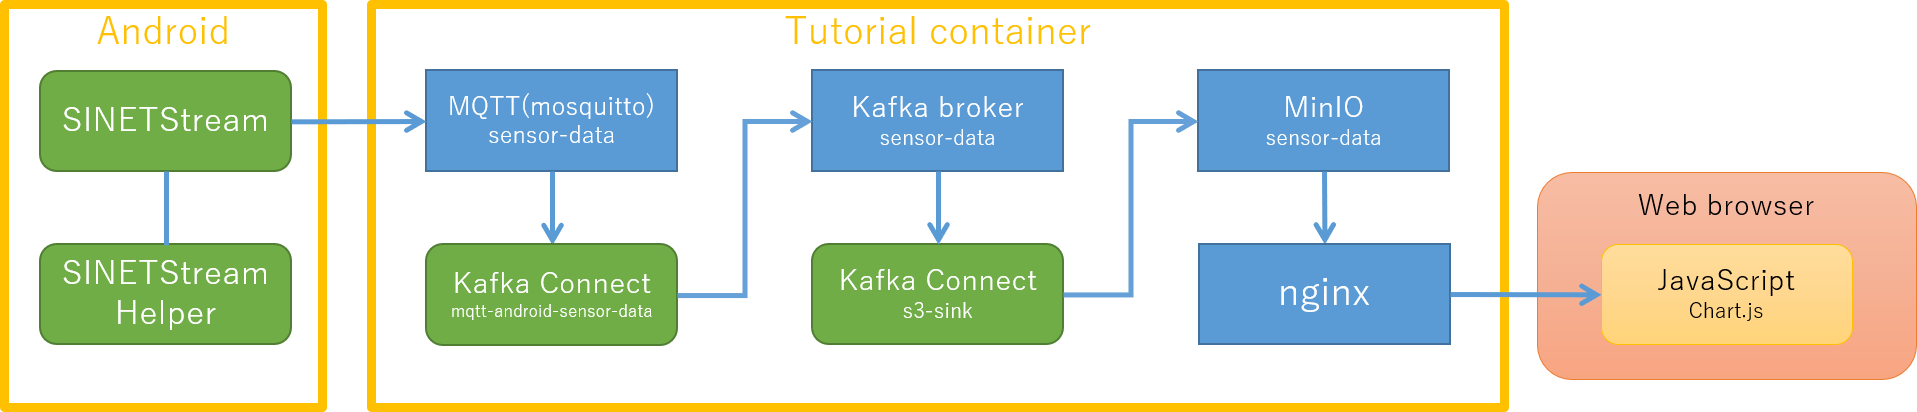 Android
SINETStream
SINETStream
Helper
Tutorial container
MQTT(mosquitto)
sensor-data
Kafka Connect
mqtt-android-sensor-data
Kafka broker
sensor-data
Kafka Connect
s3-sink
MinIO
sensor-data
nginx
Web browser
JavaScript
Chart.js